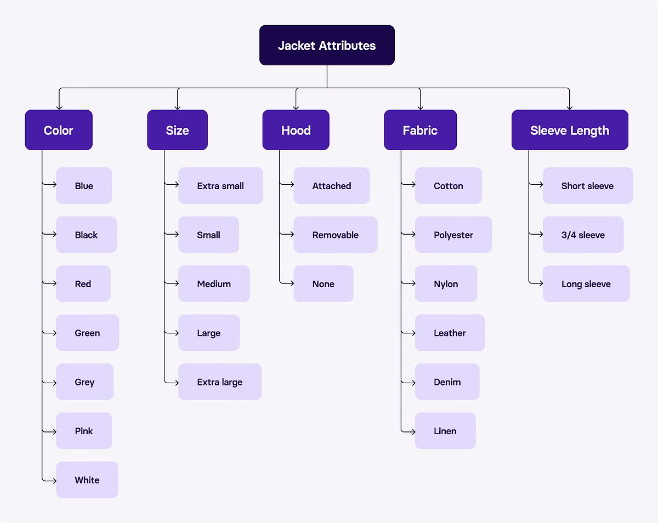 Jacket Attributes
Color
Blue
Black
Red
Green
Grey
Pink
White
Size
Extra small
Small
Medium
Large
Extra large
Hood
Attached
Removable
None
Fabric
Cotton
Polyester
Nylon
Leather
Denim
Linen
Sleeve Length
Short sleeve
3/4 sleeve
Long sleeve